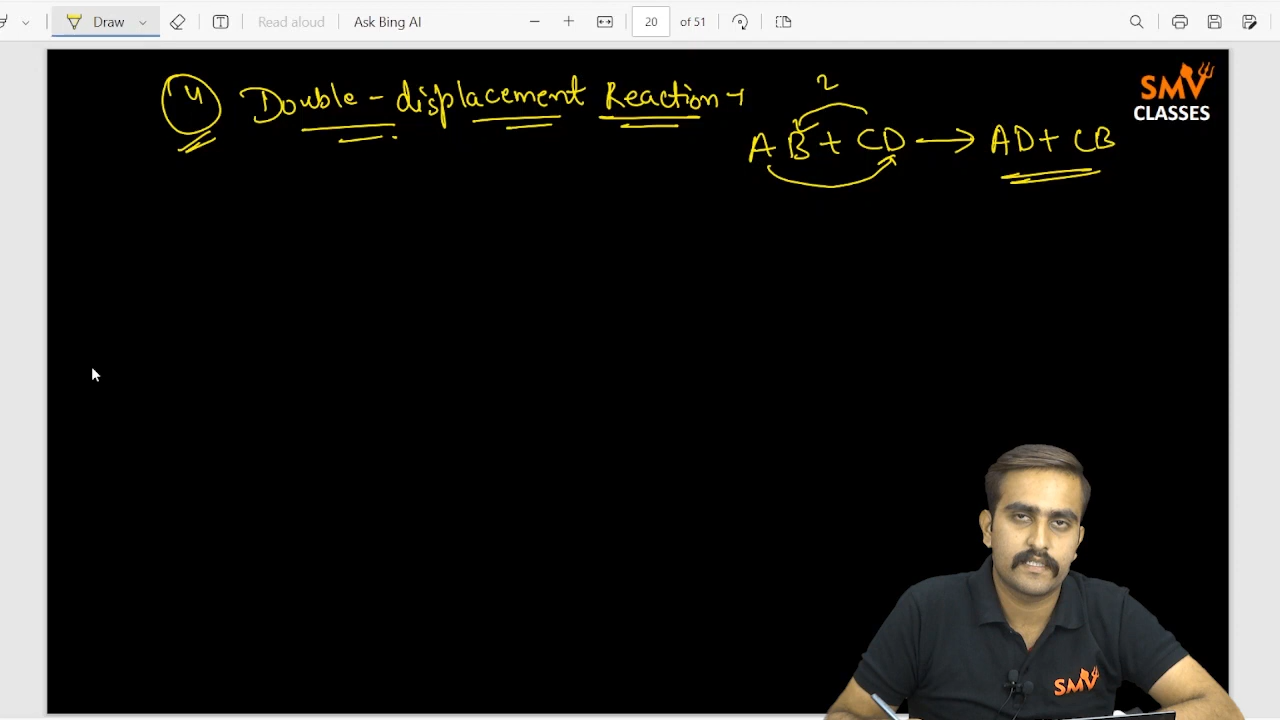 Draw
Read aloud
Ask Bing AI
20 of 51
4 Double-displacement Reaction
2
AB + CD → AD + CB
SMV
CLASSES
SMV